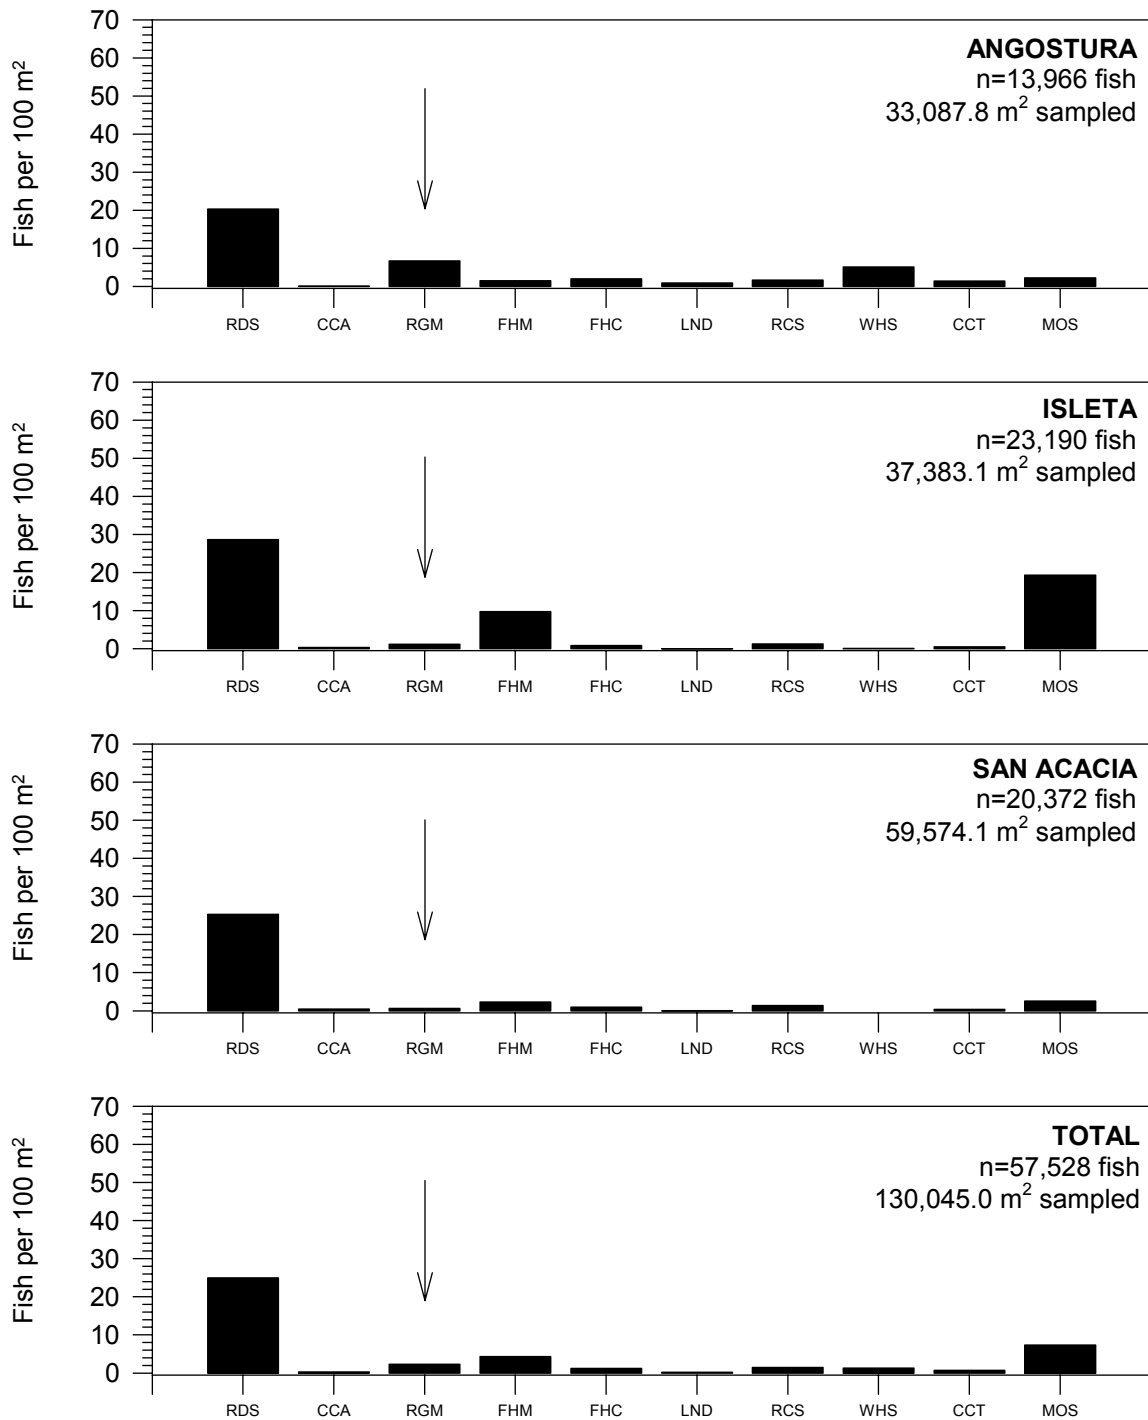 Fish per 100 m²
70
60
50
40
30
20
10
0
ANGOSTURA
n=13,966 fish
33,087.8 m² sampled
RDS CCA RGM FHM FHC LND RCS WHS CCT MOS
Fish per 100 m²
70
60
50
40
30
20
10
0
ISLETA
n=23,190 fish
37,383.1 m² sampled
RDS CCA RGM FHM FHC LND RCS WHS CCT MOS
Fish per 100 m²
70
60
50
40
30
20
10
0
SAN ACACIA
n=20,372 fish
59,574.1 m² sampled
RDS CCA RGM FHM FHC LND RCS WHS CCT MOS
Fish per 100 m²
70
60
50
40
30
20
10
0
TOTAL
n=57,528 fish
130,045.0 m² sampled
RDS CCA RGM FHM FHC LND RCS WHS CCT MOS